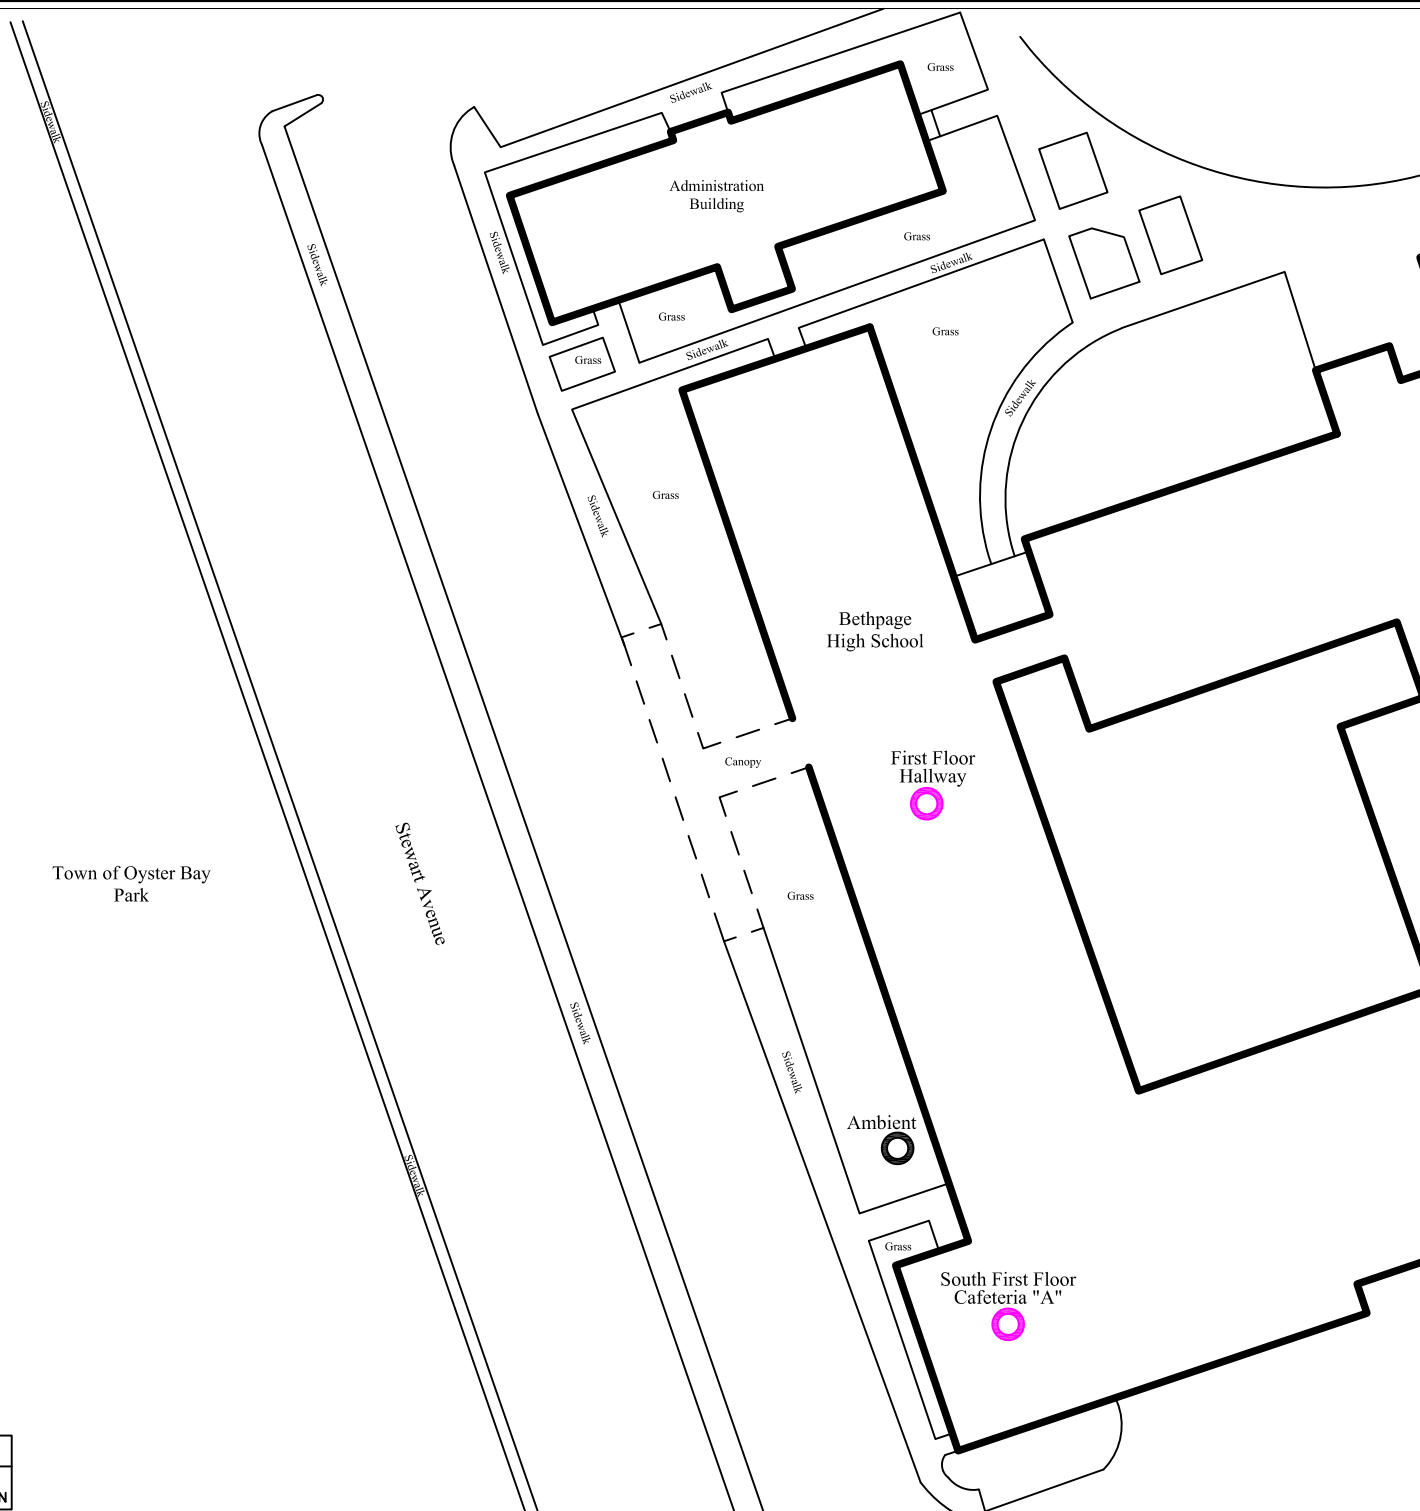 Grass
Sidewalk
Sidewalk
Administration
Building
Grass
Sidewalk
Sidewalk
Sidewalk
Grass
Grass
Sidewalk
Grass
Sidewalk
Grass
Sidewalk
Bethpage
High School
First Floor
Hallway
Canopy
Stewart Avenue
Town of Oyster Bay
Park
Grass
Sidewalk
Sidewalk
Ambient
Sidewalk
Grass
South First Floor
Cafeteria "A"
N